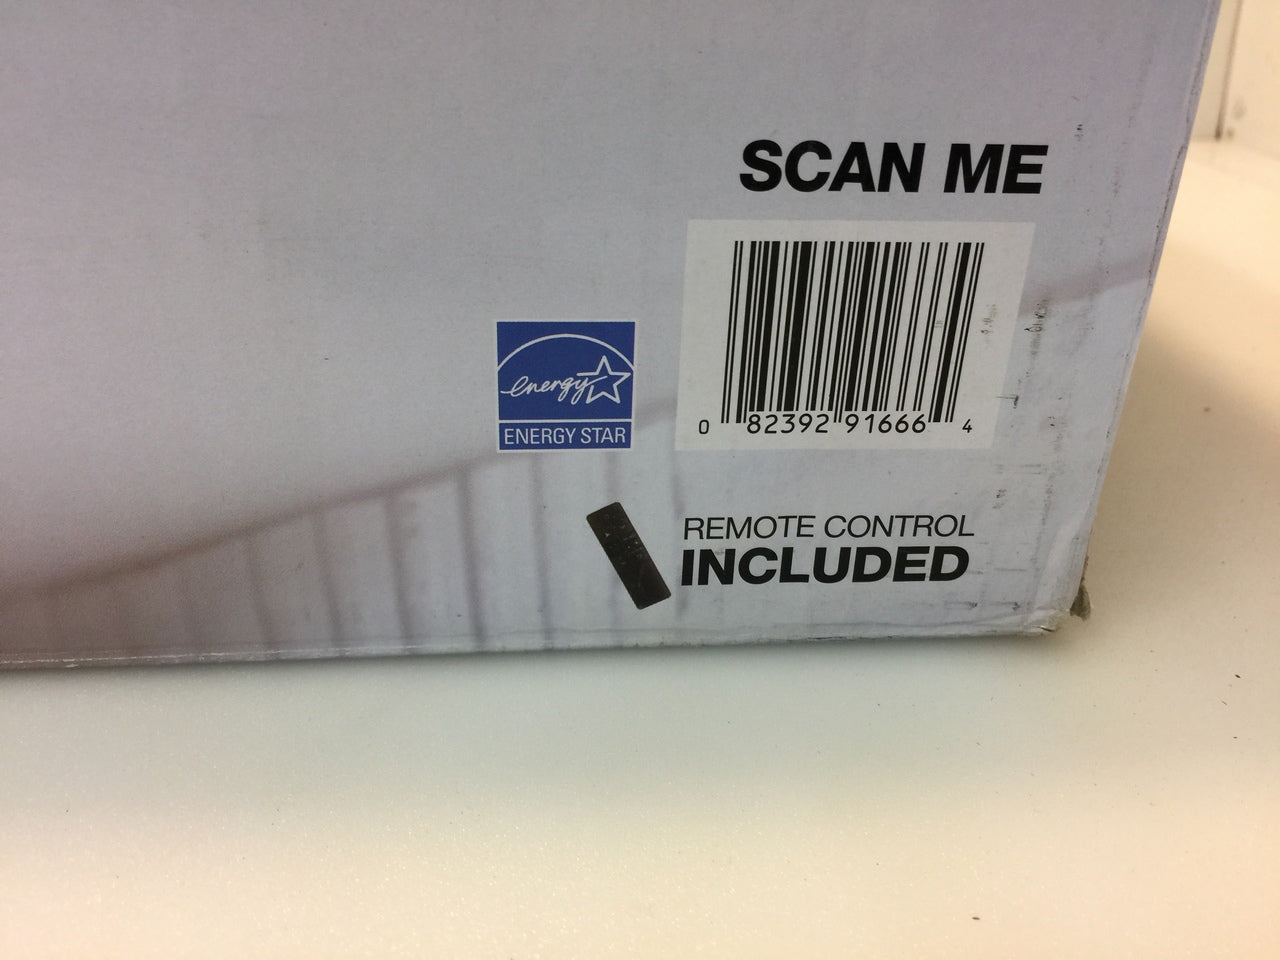 SCAN ME
0 82392 91666 4
energy
ENERGY STAR
REMOTE CONTROL
INCLUDED